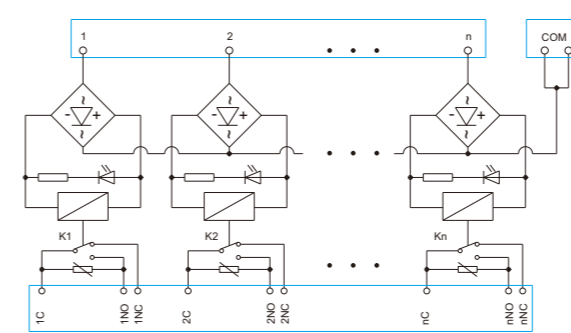 1 2 n COM
~ ~ ~
- + - + - +
~ ~ ~
K1 K2 Kn
1C 1NO 1NC 2C 2NO 2NC nC nNO nNC